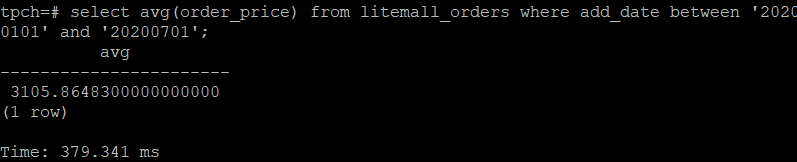 tpch=# select avg(order_price) from litemall_orders where add_date between '2020
0101' and '20200701';
avg
-----------------------
3105.8648300000000000
(1 row)
Time: 379.341 ms